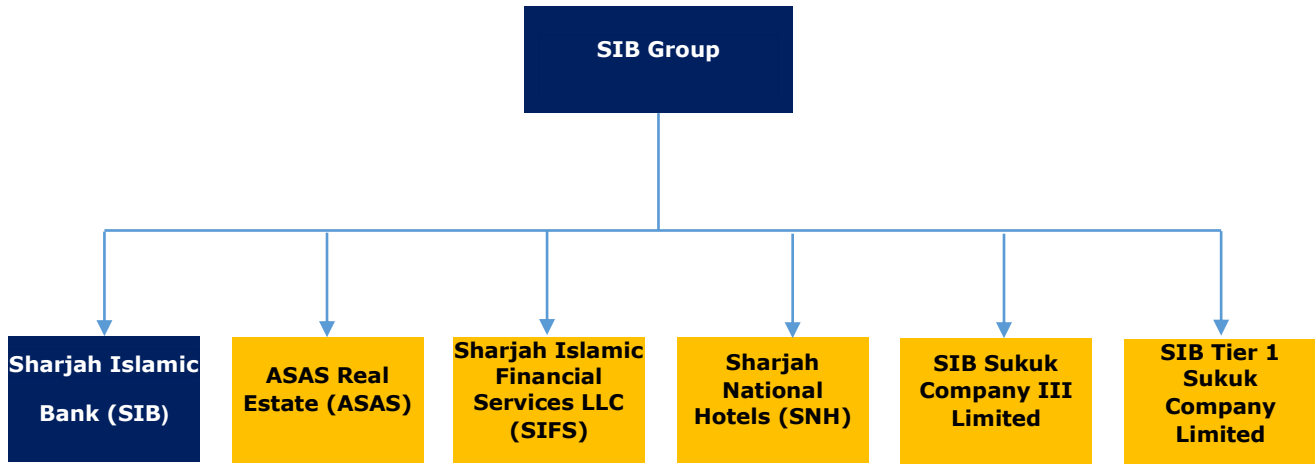 SIB Group
Sharjah Islamic
Bank (SIB)
ASAS Real
Estate (ASAS)
Sharjah Islamic
Financial
Services LLC
(SIFS)
Sharjah
National
Hotels (SNH)
SIB Sukuk
Company III
Limited
SIB Tier 1
Sukuk
Company
Limited